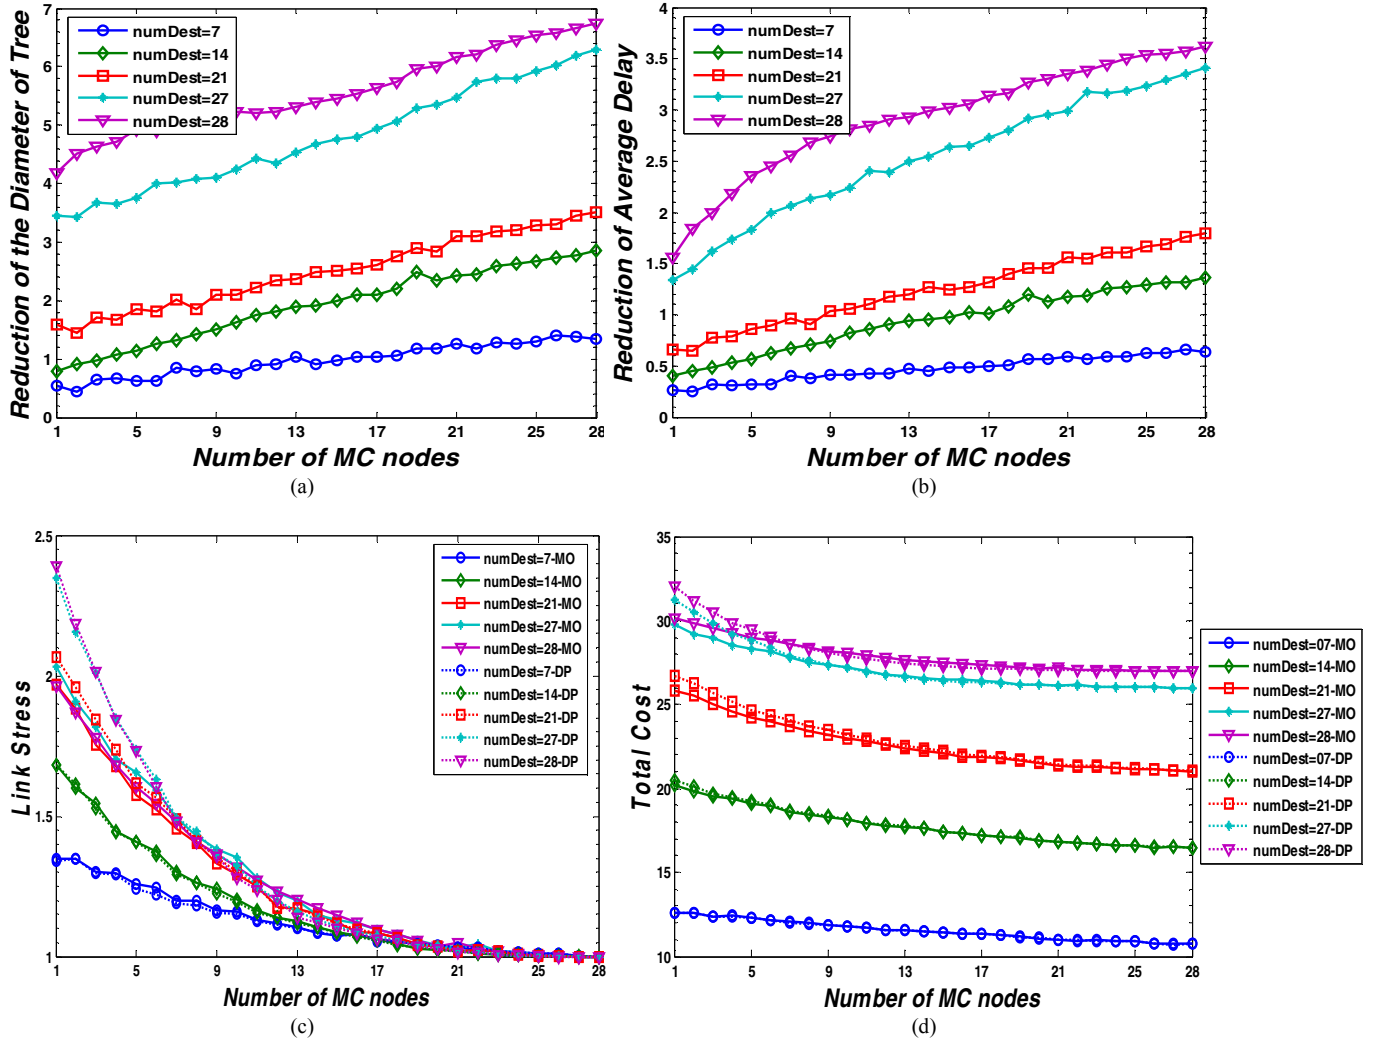 Reduction of the Diameter of Tree
7
6
5
4
3
2
1
0
numDest=7
numDest=14
numDest=21
numDest=27
numDest=28
1 5 9 13 17 21 25 28
Number of MC nodes
(a)
Reduction of Average Delay
4
3.5
3
2.5
2
1.5
1
0.5
0
numDest=7
numDest=14
numDest=21
numDest=27
numDest=28
1 5 9 13 17 21 25 28
Number of MC nodes
(b)
Link Stress
2.5
2
1.5
1
numDest=7-MO
numDest=14-MO
numDest=21-MO
numDest=27-MO
numDest=28-MO
numDest=7-DP
numDest=14-DP
numDest=21-DP
numDest=27-DP
numDest=28-DP
1 5 9 13 17 21 25 28
Number of MC nodes
(c)
Total Cost
35
30
25
20
15
10
numDest=07-MO
numDest=14-MO
numDest=21-MO
numDest=27-MO
numDest=28-MO
numDest=07-DP
numDest=14-DP
numDest=21-DP
numDest=27-DP
numDest=28-DP
1 5 9 13 17 21 25 28
Number of MC nodes
(d)